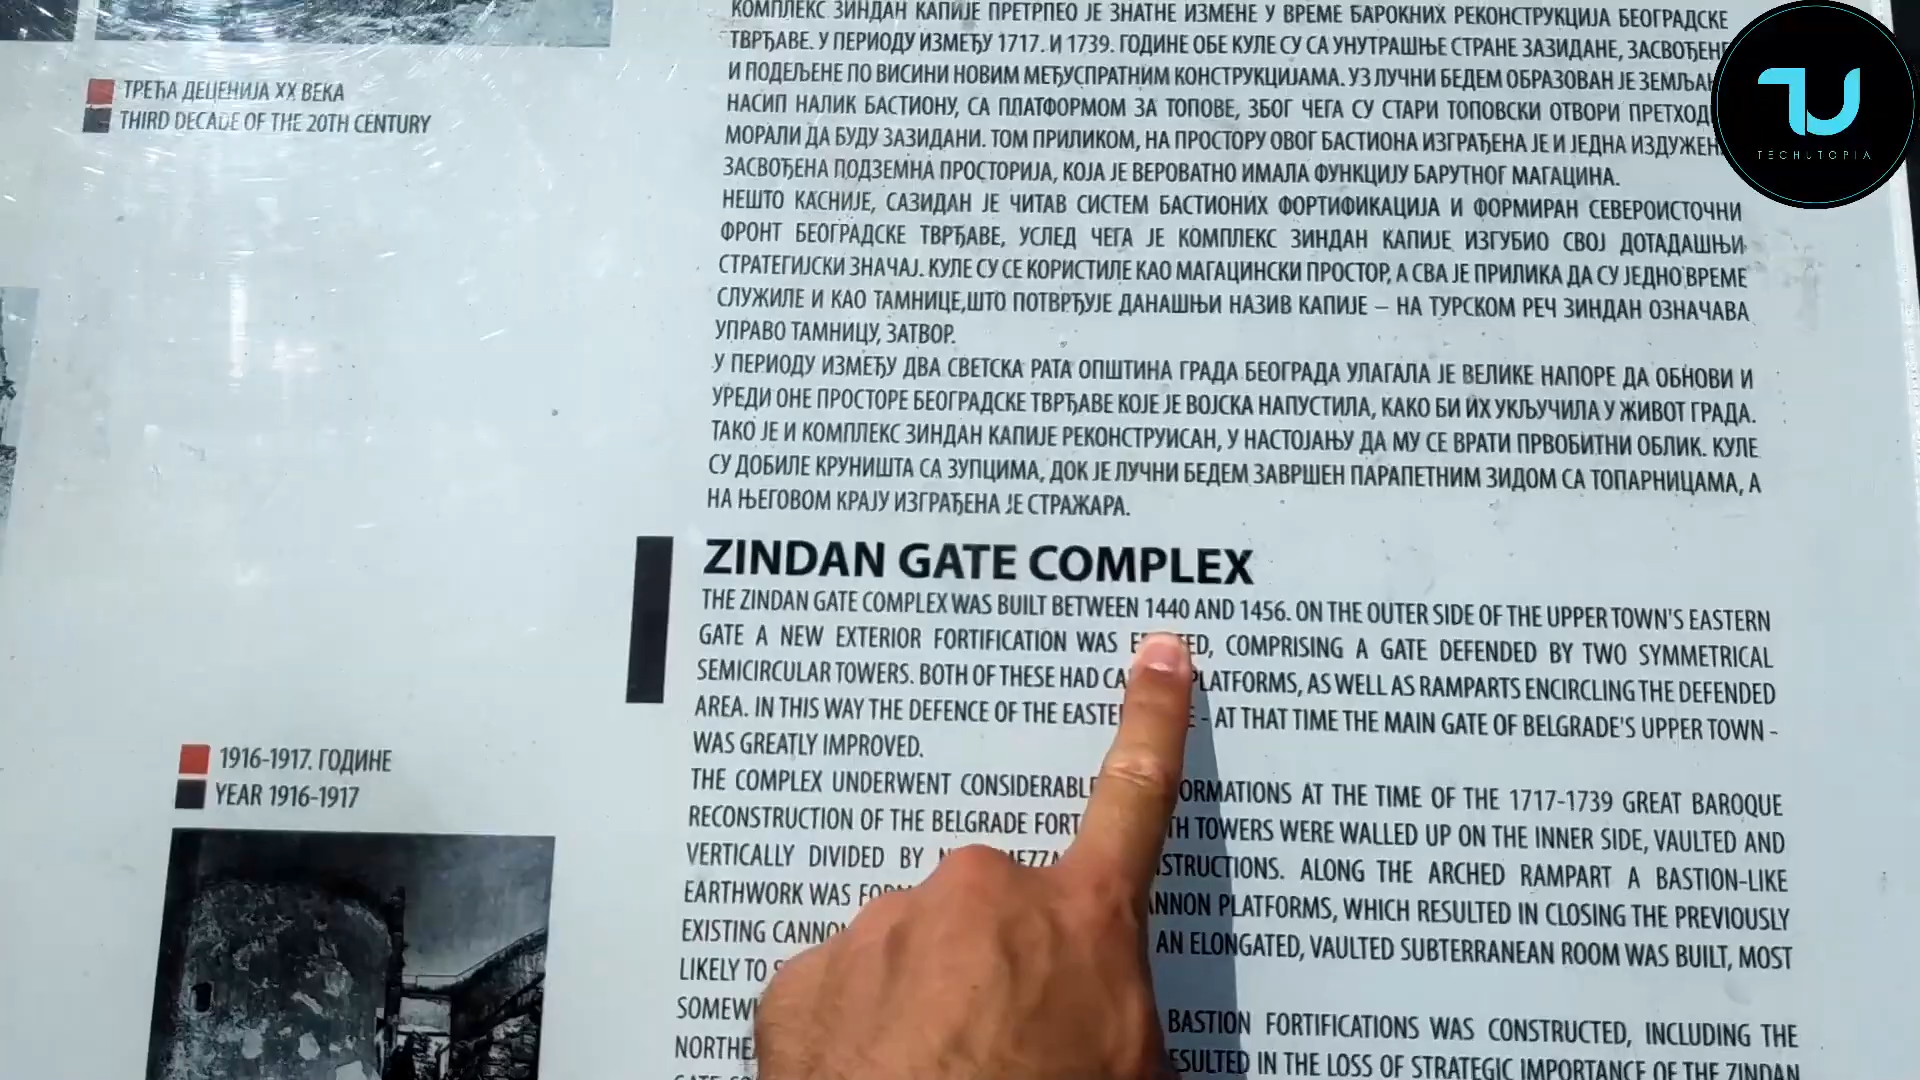 ТРЕЋА ДЕЦЕНИЈА XX ВЕКА
THIRD DECADE OF THE 20TH CENTURY
КОМПЛЕКС ЗИНДАН КАПИЈЕ ПРЕТРПЕО ЈЕ ЗНАТНЕ ИЗМЕНЕ У ВРЕМЕ БАРОКНИХ РЕКОНСТРУКЦИЈА БЕОГРАДСКЕ
ТВРЂАВЕ. У ПЕРИОДУ ИЗМЕЂУ 1717. И 1739. ГОДИНЕ ОБЕ КУЛЕ СУ СА УНУТРАШЊЕ СТРАНЕ ЗАЗИДАНЕ, ЗАСВОЂЕНЕ
И ПОДЕЉЕНЕ ПО ВИСИНИ НОВИМ МЕЂУСПРАТНИМ КОНСТРУКЦИЈАМА. УЗ ЛУЧНИ БЕДЕМ ОБРАЗОВАН ЈЕ
НАСИП НАЛИК БАСТИОНУ, СА ПЛАТФОРМОМ ЗА ТОПОВЕ, ЗБОГ ЧЕГА СУ СТАРИ ТОПОВСКИ ОТВОРИ
МОРАЛИ ДА БУДУ ЗАЗИДАНИ. ТОМ ПРИЛИКОМ, НА ПРОСТОРУ ОВОГ БАСТИОНА ИЗГРАЂЕНА ЈЕ И ЈЕДНА
ЗАСВОЂЕНА ПОДЗЕМНА ПРОСТОРИЈА, КОЈА ЈЕ ВЕРОВАТНО ИМАЛА ФУНКЦИЈУ БАРУТНОГ МАГАЦИНА.
НЕШТО КАСНИЈЕ, САЗИДАН ЈЕ ЧИТАВ СИСТЕМ БАСТИОНИХ ФОРТИФИКАЦИЈА И ФОРМИРАН СЕВЕРОИСТОЧНИ
ФРОНТ БЕОГРАДСКЕ ТВРЂАВЕ, УСЛЕД ЧЕГА ЈЕ КОМПЛЕКС ЗИНДАН КАПИЈЕ ИЗГУБИО СВОЈ ДОТАДАШЊИ
СТРАТЕГИЈСКИ ЗНАЧАЈ. КУЛЕ СУ СЕ КОРИСТИЛЕ КАО МАГАЦИНСКИ ПРОСТОР, А СВА ЈЕ ПРИЛИКА ДА СУ ЈЕДНО ВРЕМЕ
СЛУЖИЛЕ И КАО ТАМНИЦЕ,ШТО ПОТВРЂУЈЕ ДАНАШЊИ НАЗИВ КАПИЈЕ – НА ТУРСКОМ РЕЧ ЗИНДАН ОЗНАЧАВА
УПРАВО ТАМНИЦУ, ЗАТВОР.
У ПЕРИОДУ ИЗМЕЂУ ДВА СВЕТСКА РАТА ОПШТИНА ГРАДА БЕОГРАДА УЛАГАЛА ЈЕ ВЕЛИКЕ НАПОРЕ ДА ОБНОВИ И
УРЕДИ ОНЕ ПРОСТОРЕ БЕОГРАДСКЕ ТВРЂАВЕ КОЈЕ ЈЕ ВОЈСКА НАПУСТИЛА, КАКО БИ ИХ УКЉУЧИЛА У ЖИВОТ ГРАДА.
ТАКО ЈЕ И КОМПЛЕКС ЗИНДАН КАПИЈЕ РЕКОНСТРУИСАН, У НАСТОЈАЊУ ДА МУ СЕ ВРАТИ ПРВОБИТНИ ОБЛИК. КУЛЕ
СУ ДОБИЛЕ КРУНИШТА СА ЗУПЦИМА, ДОК ЈЕ ЛУЧНИ БЕДЕМ ЗАВРШЕН ПАРАПЕТНИМ ЗИДОМ СА ТОПАРНИЦАМА, А
НА ЊЕГОВОМ КРАЈУ ИЗГРАЂЕНА ЈЕ СТРАЖАРА.
ZINDAN GATE COMPLEX
THE ZINDAN GATE COMPLEX WAS BUILT BETWEEN 1440 AND 1456. ON THE OUTER SIDE OF THE UPPER TOWN'S EASTERN
GATE A NEW EXTERIOR FORTIFICATION WAS COMPRISING A GATE DEFENDED BY TWO SYMMETRICAL
SEMICIRCULAR TOWERS. BOTH OF THESE HAD PLATFORMS, AS WELL AS RAMPARTS ENCIRCLING THE DEFENDED
AREA. IN THIS WAY THE DEFENCE OF THE - AT THAT TIME THE MAIN GATE OF BELGRADE'S UPPER TOWN -
WAS GREATLY IMPROVED.
THE COMPLEX UNDERWENT CONSIDERABLE AT THE TIME OF THE 1717-1739 GREAT BAROQUE
RECONSTRUCTION OF THE BELGRADE TOWERS WERE WALLED UP ON THE INNER SIDE, VAULTED AND
VERTICALLY DIVIDED BY ALONG THE ARCHED RAMPART A BASTION-LIKE
EARTHWORK WAS PLATFORMS, WHICH RESULTED IN CLOSING THE PREVIOUSLY
EXISTING AN ELONGATED, VAULTED SUBTERRANEAN ROOM WAS BUILT, MOST
LIKELY TO
BASTION FORTIFICATIONS WAS CONSTRUCTED, INCLUDING THE
IN THE LOSS OF STRATEGIC IMPORTANCE OF THE ZINDAN
1916-1917. ГОДИНЕ
YEAR 1916-1917
TECHUTOPIA